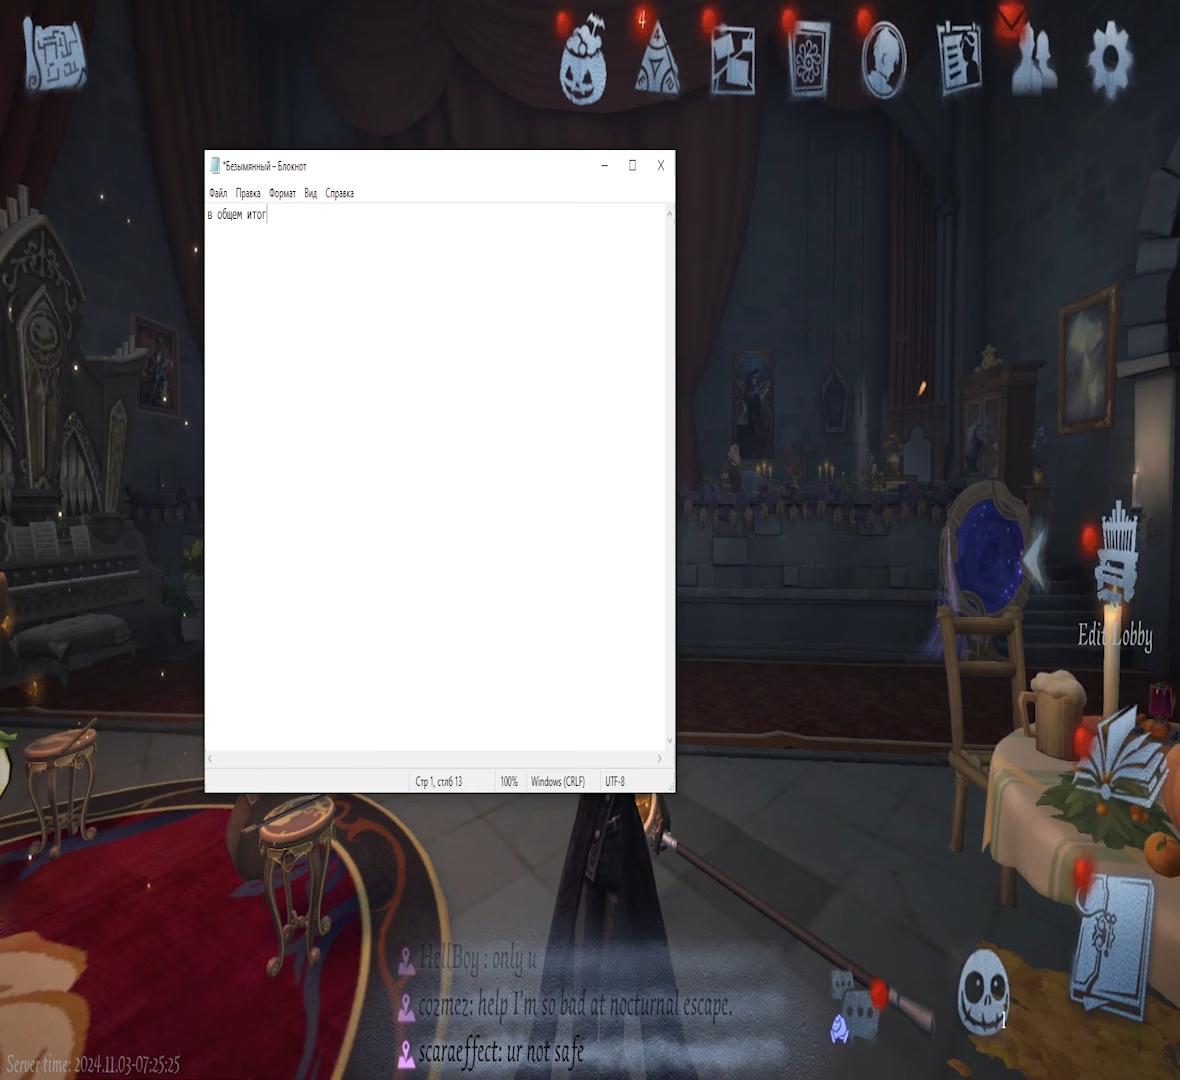 4
*Безымянный – Блокнот
Файл Правка Формат Вид Справка
в общем итог
Edit Lobby
Стр 1, стлб 13 100% Windows (CRLF) UTF-8
HellBoy : only u
cozmez: help I'm so bad at nocturnal escape.
scaraeffect: ur not safe
1
Server time: 2024.11.03-07:25:25